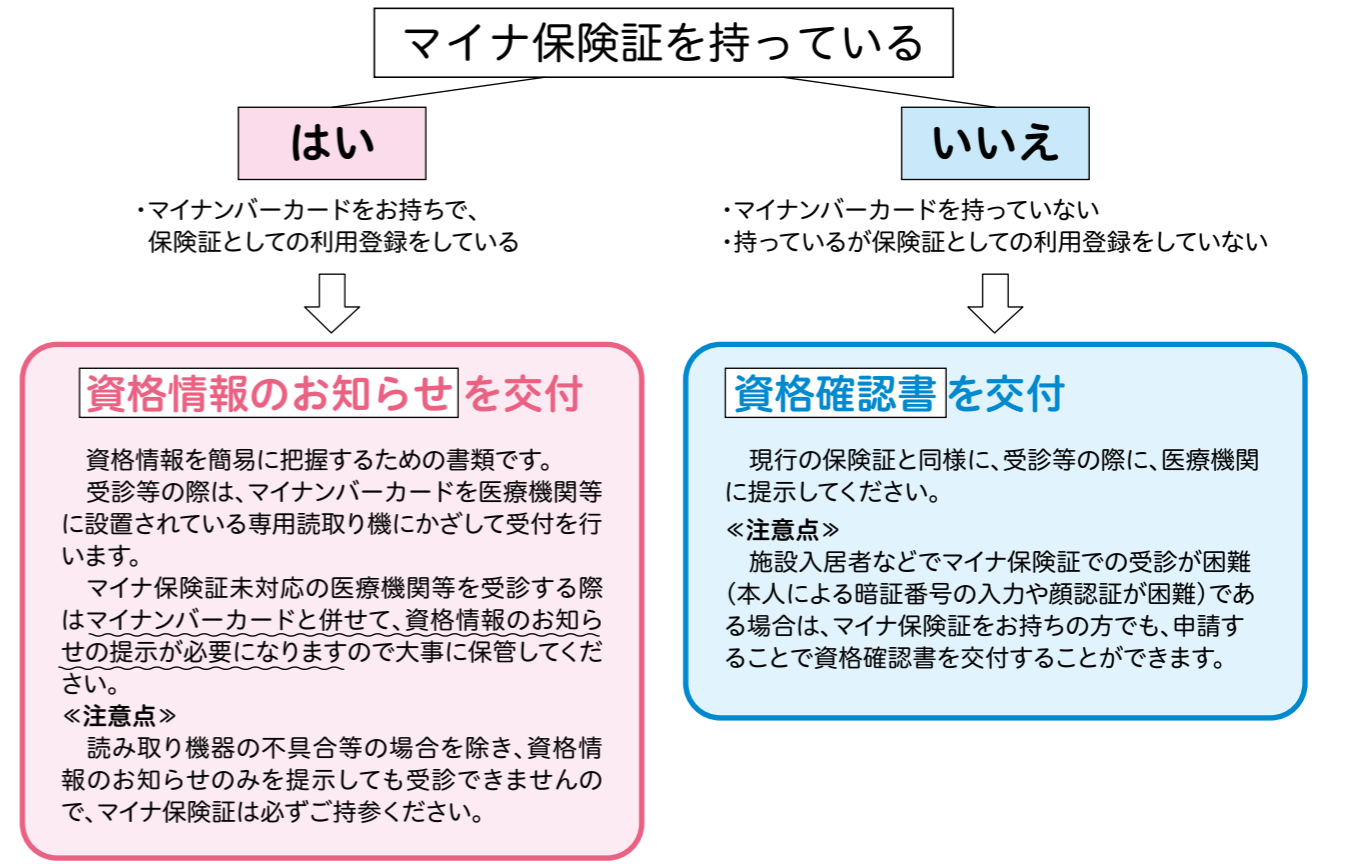 マイナ保険証を持っている
はい
・マイナンバーカードをお持ちで、
保険証としての利用登録をしている
資格情報のお知らせを交付
資格情報を簡易に把握するための書類です。
受診等の際は、マイナンバーカードを医療機関等
に設置されている専用読取り機にかざして受付を行
います。
マイナ保険証未対応の医療機関等を受診する際
はマイナンバーカードと併せて、資格情報のお知ら
せの提示が必要になりますので大事に保管してくだ
さい。
≪注意点≫
読み取り機器の不具合等の場合を除き、資格情
報のお知らせのみを提示しても受診できませんの
で、マイナ保険証は必ずご持参ください。
いいえ
・マイナンバーカードを持っていない
・持っているが保険証としての利用登録をしていない
資格確認書を交付
現行の保険証と同様に、受診等の際に、医療機関
に提示してください。
≪注意点≫
施設入居者などでマイナ保険証での受診が困難
（本人による暗証番号の入力や顔認証が困難）であ
る場合は、マイナ保険証をお持ちの方でも、申請す
ることで資格確認書を交付することができます。